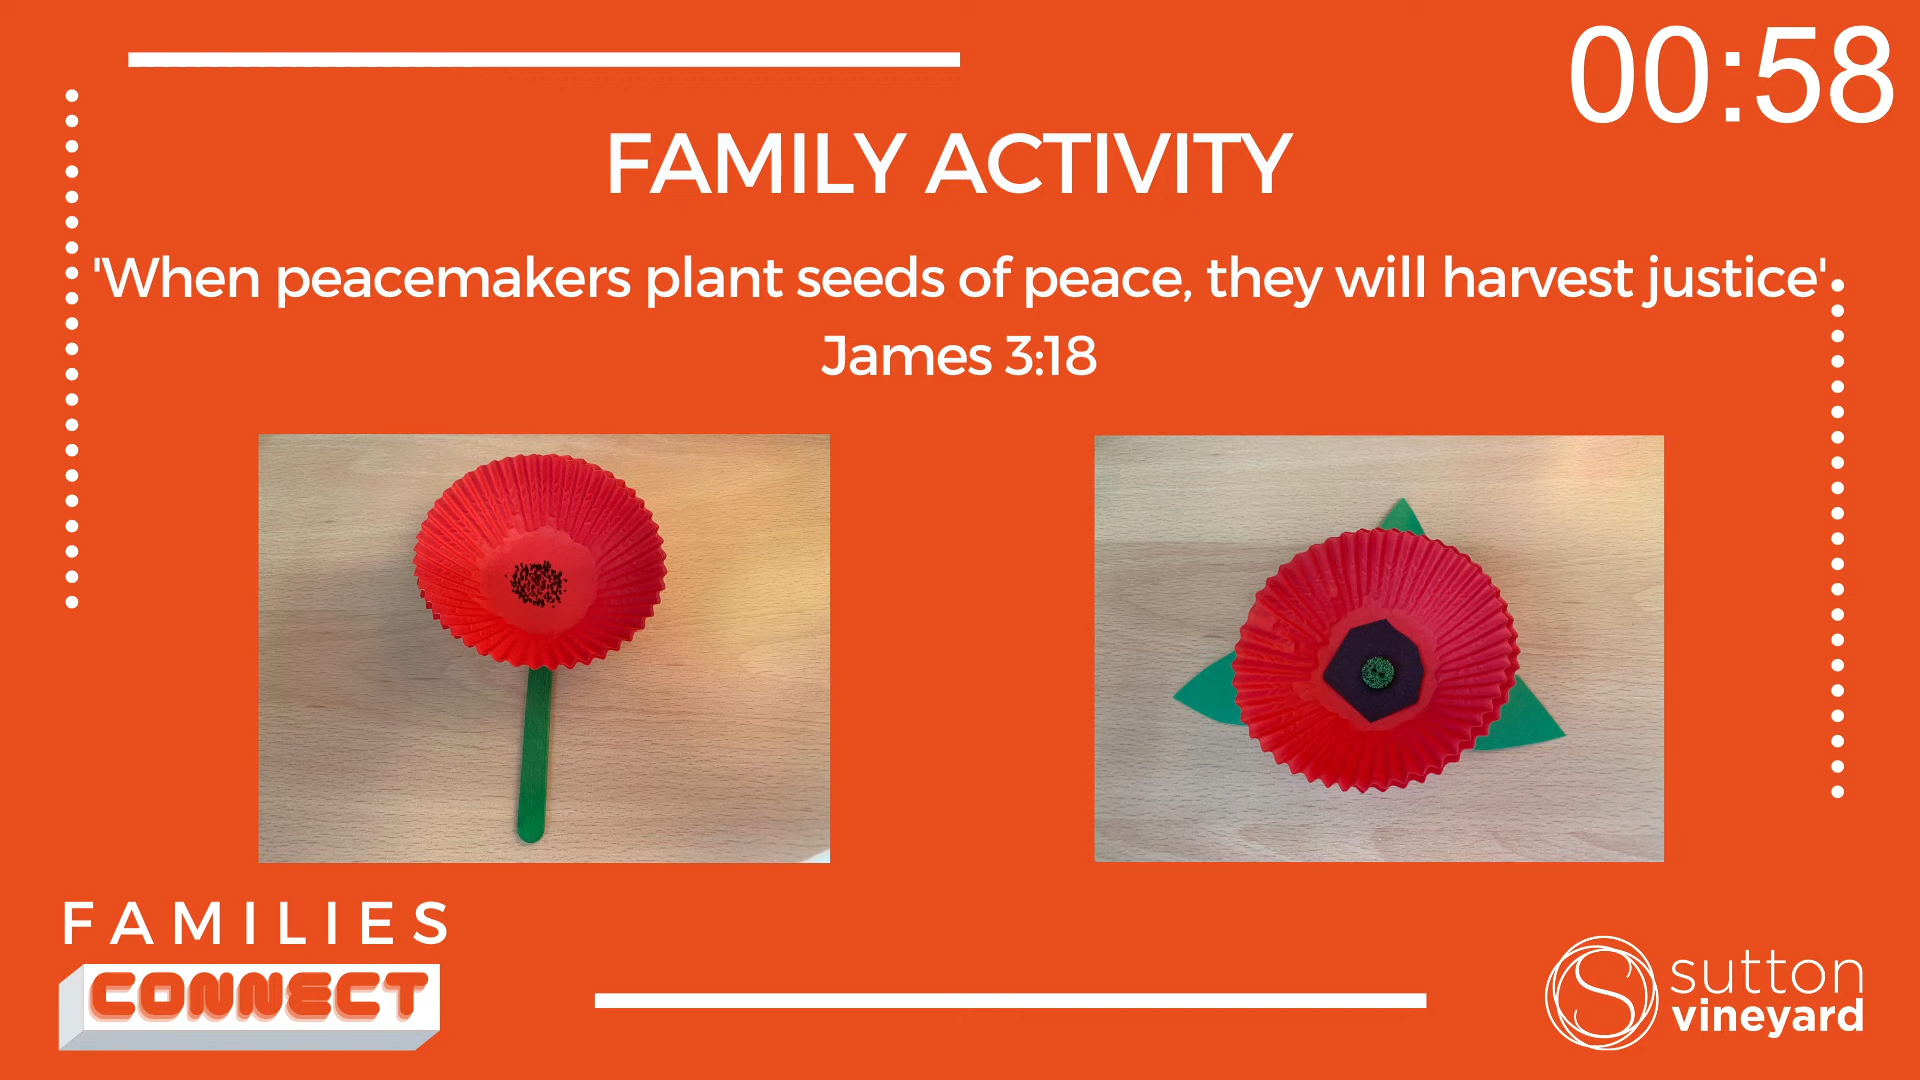 00:58
FAMILY ACTIVITY
'When peacemakers plant seeds of peace, they will harvest justice'
James 3:18
FAMILIES
CONNECT
sutton
vineyard